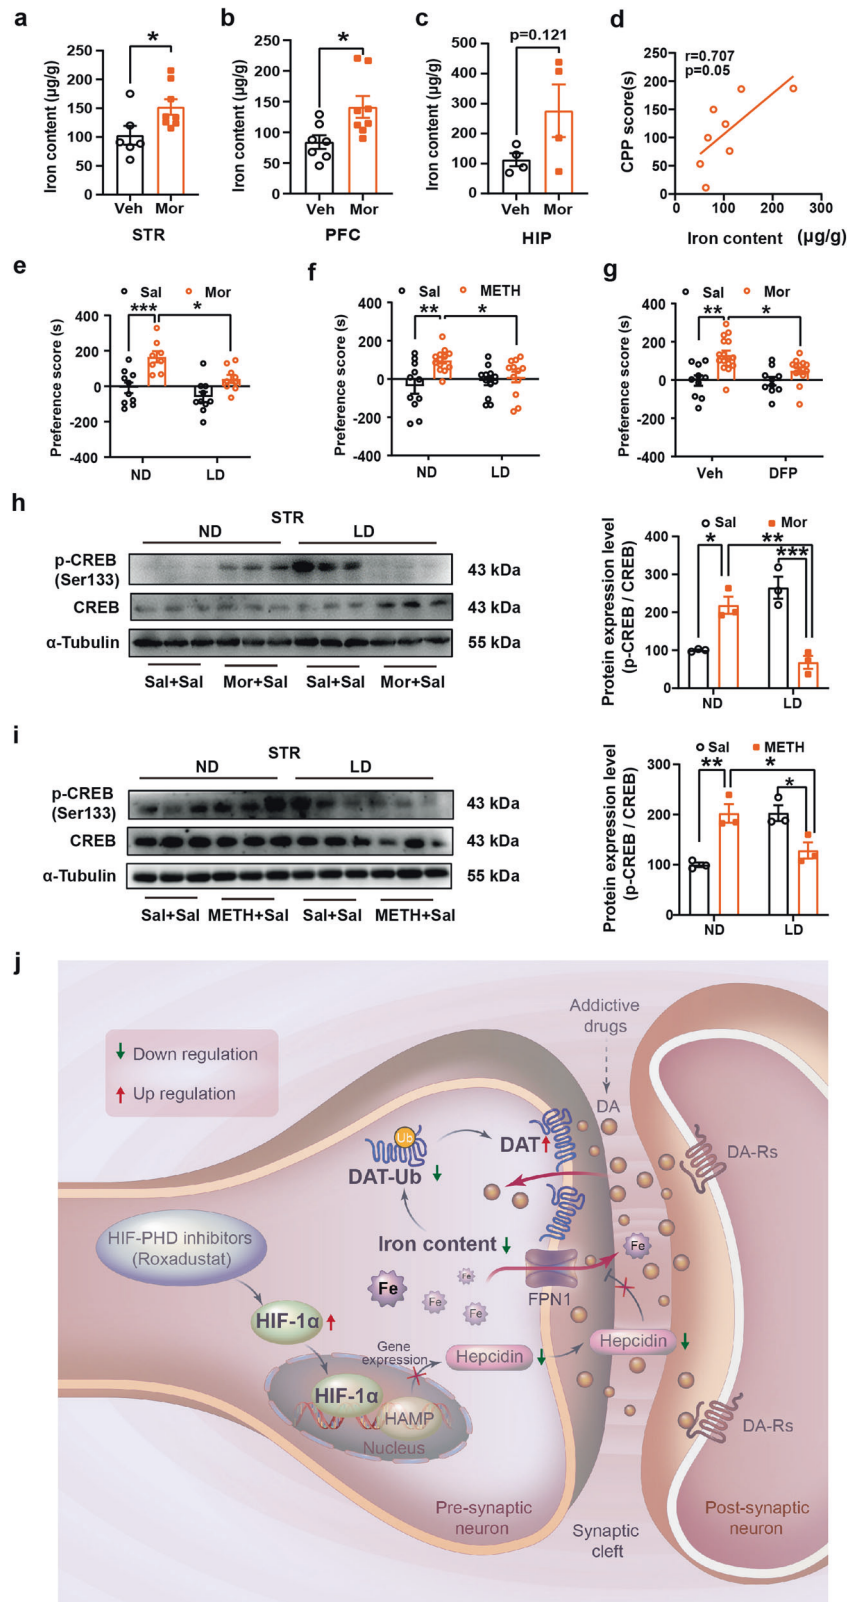 a
*
Iron content (μg/g)
250
200
150
100
50
0
Veh Mor
STR
b
*
Iron content (μg/g)
250
200
150
100
50
0
Veh Mor
PFC
c
p=0.121
Iron content (μg/g)
500
400
300
200
100
0
Veh Mor
HIP
d
r=0.707
p=0.05
CPP score(s)
250
200
150
100
50
0
0 100 200 300
Iron content (μg/g)
e
Sal Mor
*** *
Preference score (s)
400
200
0
-200
-400
ND LD
f
Sal METH
** *
Preference score (s)
400
200
0
-200
-400
ND LD
g
Sal Mor
** *
Preference score (s)
400
200
0
-200
-400
Veh DFP
h
STR
ND LD
p-CREB
(Ser133)
43 kDa
CREB 43 kDa
α-Tubulin 55 kDa
Sal+Sal Mor+Sal Sal+Sal Mor+Sal
Sal Mor
* **
***
Protein expression level
(p-CREB / CREB)
400
300
200
100
0
ND LD
i
STR
ND LD
p-CREB
(Ser133)
43 kDa
CREB 43 kDa
α-Tubulin 55 kDa
Sal+Sal METH+Sal Sal+Sal METH+Sal
Sal METH
** *
*
Protein expression level
(p-CREB / CREB)
300
200
100
0
ND LD
j
Down regulation
Up regulation
Addictive
drugs
DA
Ub
DAT
DAT-Ub
DA-Rs
HIF-PHD inhibitors
(Roxadustat)
Iron content
Fe
Fe
Fe
Fe
Fe
FPN1
HIF-1α
Gene
expression
Hepcidin
Hepcidin
HIF-1α
HAMP
Nucleus
DA-Rs
Pre-synaptic
neuron
Synaptic
cleft
Post-synaptic
neuron